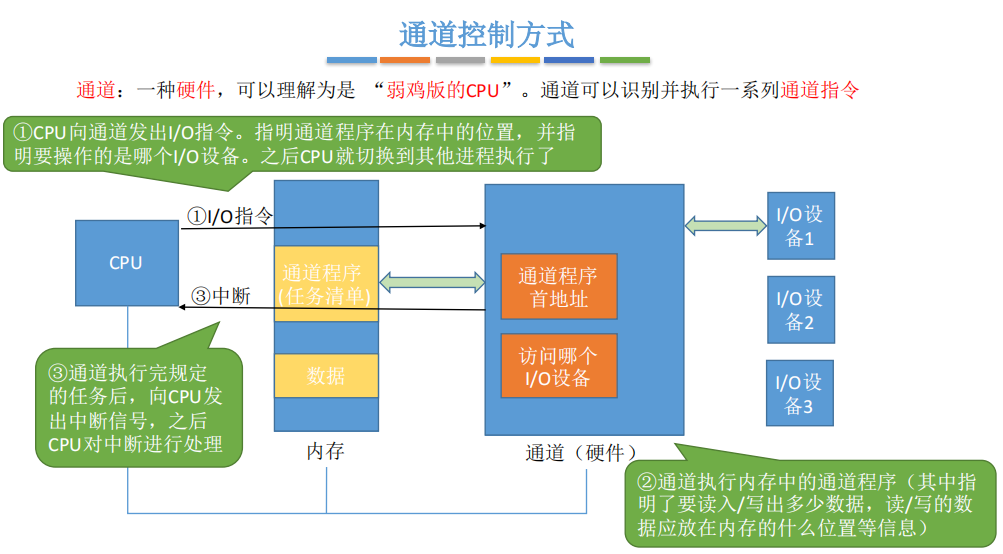 通道控制方式
通道：一种硬件，可以理解为是 “弱鸡版的CPU”。通道可以识别并执行一系列通道指令
①CPU向通道发出I/O指令。指明通道程序在内存中的位置，并指
明要操作的是哪个I/O设备。之后CPU就切换到其他进程执行了
①I/O指令
CPU
通道程序
(任务清单)
③中断
数据
内存
通道程序
首地址
访问哪个
I/O设备
通道（硬件）
I/O设
备1
I/O设
备2
I/O设
备3
③通道执行完规定
的任务后，向CPU发
出中断信号，之后
CPU对中断进行处理
②通道执行内存中的通道程序（其中指
明了要读入/写出多少数据，读/写的数
据应放在内存的什么位置等信息）